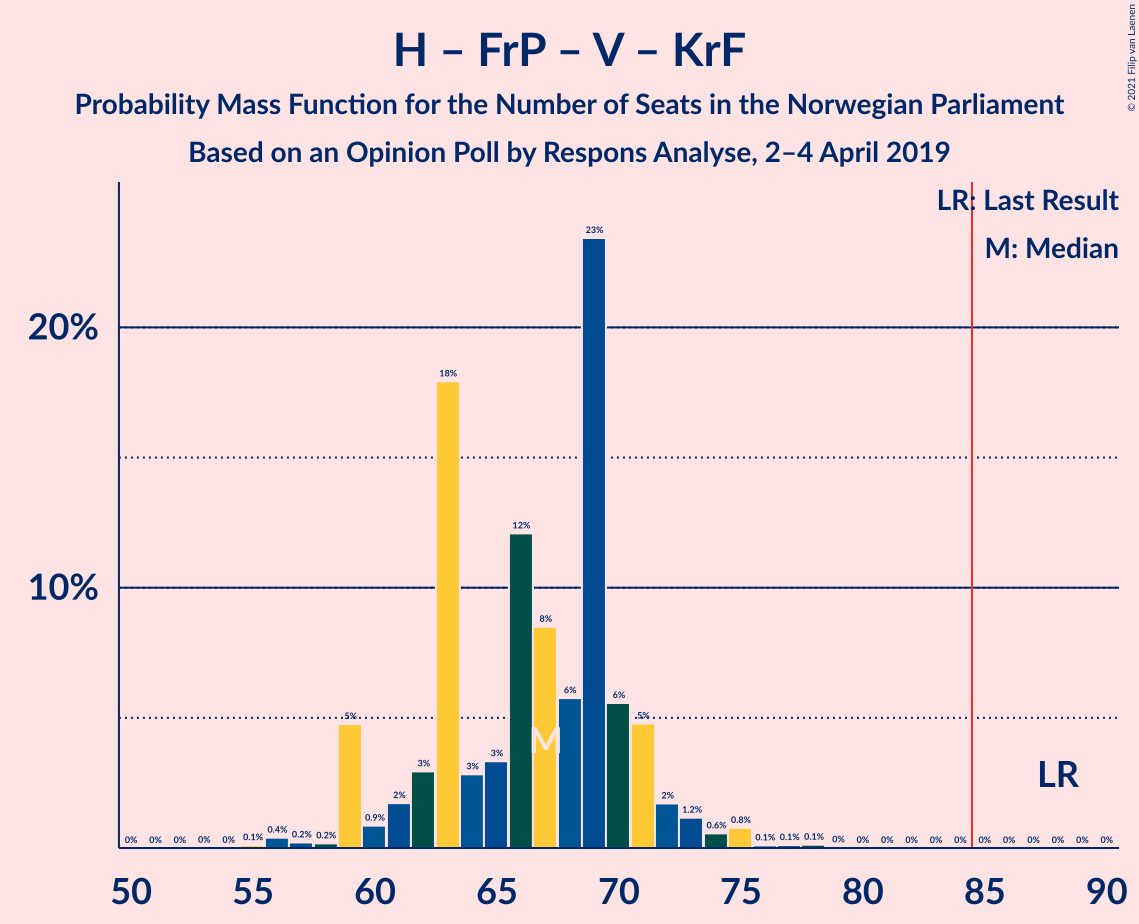 H – FrP – V – KrF
Probability Mass Function for the Number of Seats in the Norwegian Parliament
Based on an Opinion Poll by Respons Analyse, 2–4 April 2019
© 2021 Filip van Laenen
LR: Last Result
M: Median
20%
10%
0% 0% 0% 0% 0% 0.1% 0.4% 0.2% 0.2% 5% 0.9% 2% 3% 18% 3% 3% 12% 8% 6% 23% 6% 5% 2% 1.2% 0.6% 0.8% 0.1% 0.1% 0.1% 0% 0% 0% 0% 0% 0% 0% 0% 0% 0% 0% 0%
M
LR
50 55 60 65 70 75 80 85 90